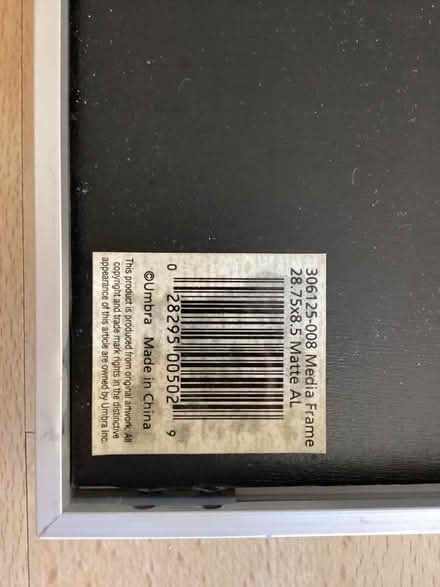 306125-008 Media Frame
28.75x8.5 Matte AL
0 28295 00502 9
©Umbra Made in China
This product is produced from original artwork. All
copyright and trade mark rights in the distinctive
appearance of this article are owned by Umbra Inc.